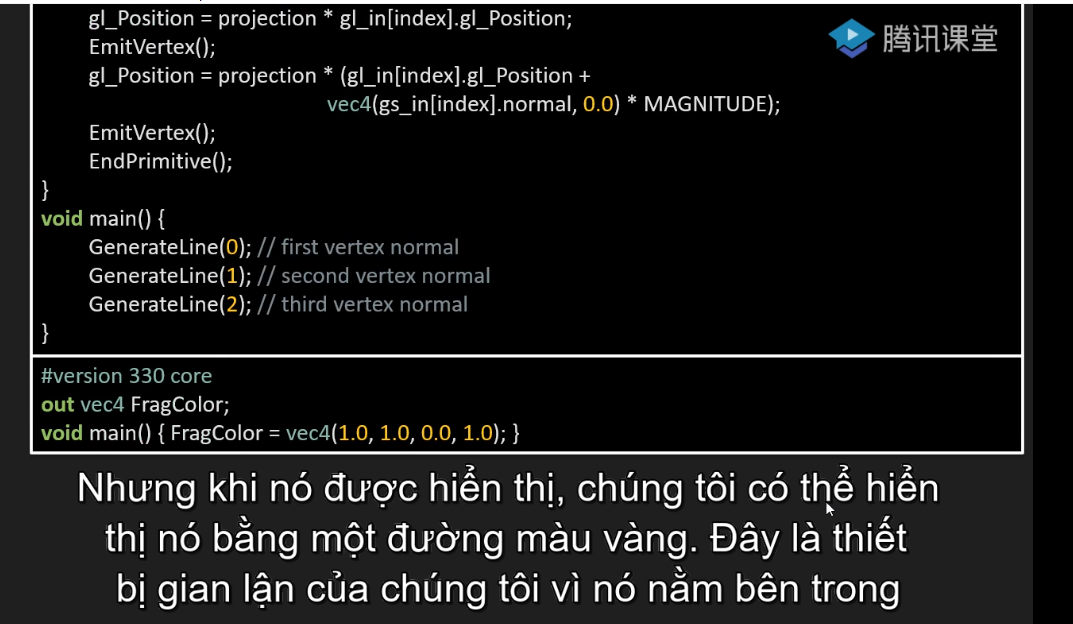 gl_Position = projection * gl_in[index].gl_Position;
EmitVertex();
gl_Position = projection * (gl_in[index].gl_Position +
vec4(gs_in[index].normal, 0.0) * MAGNITUDE);
EmitVertex();
EndPrimitive();
}
void main() {
GenerateLine(0); // first vertex normal
GenerateLine(1); // second vertex normal
GenerateLine(2); // third vertex normal
}
#version 330 core
out vec4 FragColor;
void main() { FragColor = vec4(1.0, 1.0, 0.0, 1.0); }
腾讯课堂
Nhưng khi nó được hiển thị, chúng tôi có thể hiển
thị nó bằng một đường màu vàng. Đây là thiết
bị gian lận của chúng tôi vì nó nằm bên trong